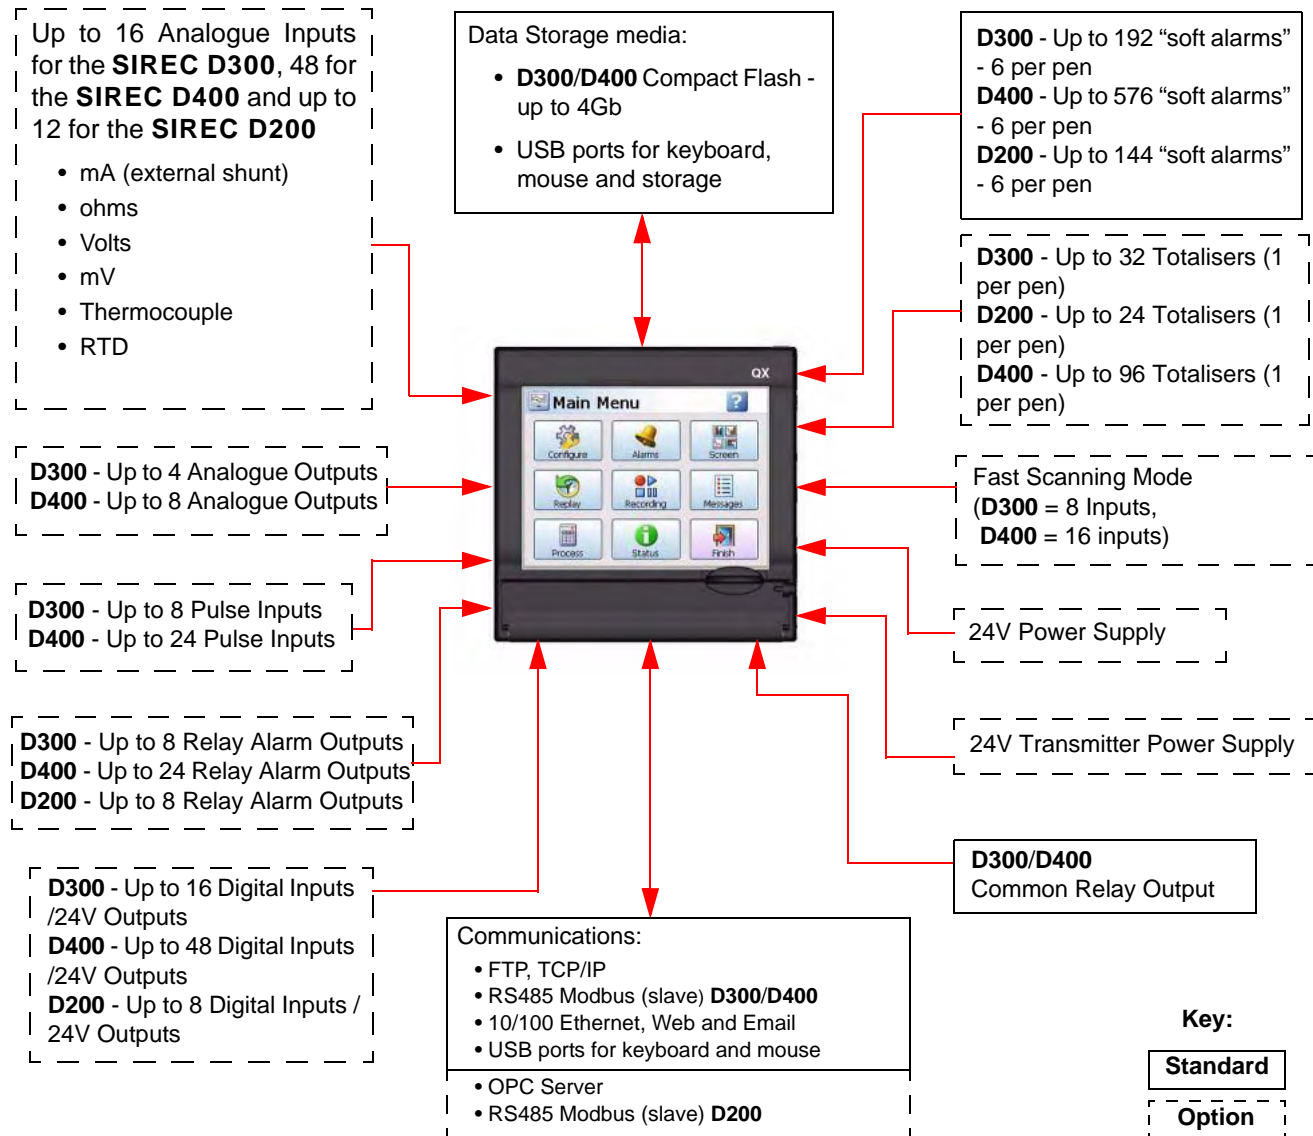 Up to 16 Analogue Inputs
for the SIREC D300, 48 for
the SIREC D400 and up to
12 for the SIREC D200
• mA (external shunt)
• ohms
• Volts
• mV
• Thermocouple
• RTD
Data Storage media:
• D300/D400 Compact Flash -
up to 4Gb
• USB ports for keyboard,
mouse and storage
D300 - Up to 192 “soft alarms”
- 6 per pen
D400 - Up to 576 “soft alarms”
- 6 per pen
D200 - Up to 144 “soft alarms”
- 6 per pen
D300 - Up to 32 Totalisers (1
per pen)
D200 - Up to 24 Totalisers (1
per pen)
D400 - Up to 96 Totalisers (1
per pen)
QX
Main Menu
?
Configure
Alarms
Screen
Replay
Recording
Messages
Process
Status
Finish
D300 - Up to 4 Analogue Outputs
D400 - Up to 8 Analogue Outputs
Fast Scanning Mode
(D300 = 8 Inputs,
D400 = 16 inputs)
D300 - Up to 8 Pulse Inputs
D400 - Up to 24 Pulse Inputs
24V Power Supply
D300 - Up to 8 Relay Alarm Outputs
D400 - Up to 24 Relay Alarm Outputs
D200 - Up to 8 Relay Alarm Outputs
24V Transmitter Power Supply
D300 - Up to 16 Digital Inputs
/24V Outputs
D400 - Up to 48 Digital Inputs
/24V Outputs
D200 - Up to 8 Digital Inputs /
24V Outputs
D300/D400
Common Relay Output
Communications:
• FTP, TCP/IP
• RS485 Modbus (slave) D300/D400
• 10/100 Ethernet, Web and Email
• USB ports for keyboard and mouse
• OPC Server
• RS485 Modbus (slave) D200
Key:
Standard
Option